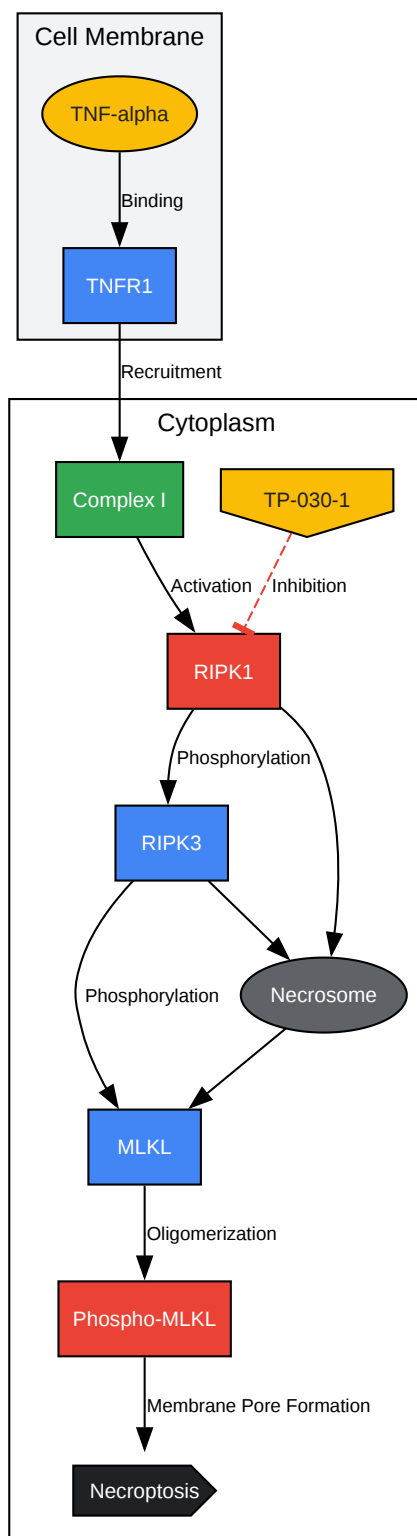 Cell Membrane
TNF-alpha
Binding
TNFR1
Recruitment
Cytoplasm
Complex I
TP-030-1
Activation
Inhibition
RIPK1
Phosphorylation
RIPK3
Phosphorylation
Necrosome
MLKL
Oligomerization
Phospho-MLKL
Membrane Pore Formation
Necroptosis